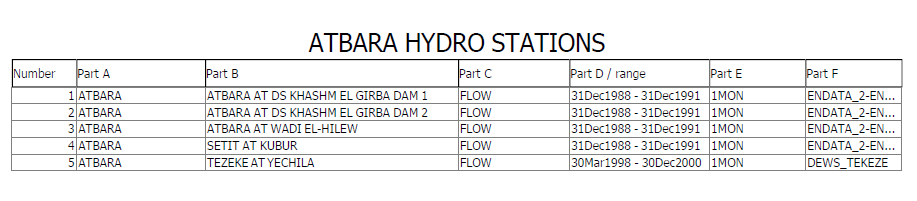 ATBARA HYDRO STATIONS
Number Part A Part B Part C Part D / range Part E Part F
1 ATBARA ATBARA AT DS KHASHM EL GIRBA DAM 1 FLOW 31Dec1988 - 31Dec1991 1MON ENDATA_2-EN...
2 ATBARA ATBARA AT DS KHASHM EL GIRBA DAM 2 FLOW 31Dec1988 - 31Dec1991 1MON ENDATA_2-EN...
3 ATBARA ATBARA AT WADI EL-HILEW FLOW 31Dec1988 - 31Dec1991 1MON ENDATA_2-EN...
4 ATBARA SETIT AT KUBUR FLOW 31Dec1988 - 31Dec1991 1MON ENDATA_2-EN...
5 ATBARA TEZEKE AT YECHILA FLOW 30Mar1998 - 30Dec2000 1MON DEWS_TEKEZE